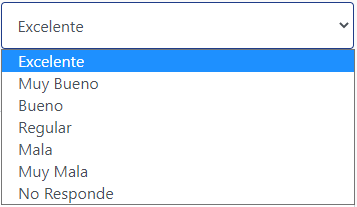 Excelente
Excelente
Muy Bueno
Bueno
Regular
Mala
Muy Mala
No Responde